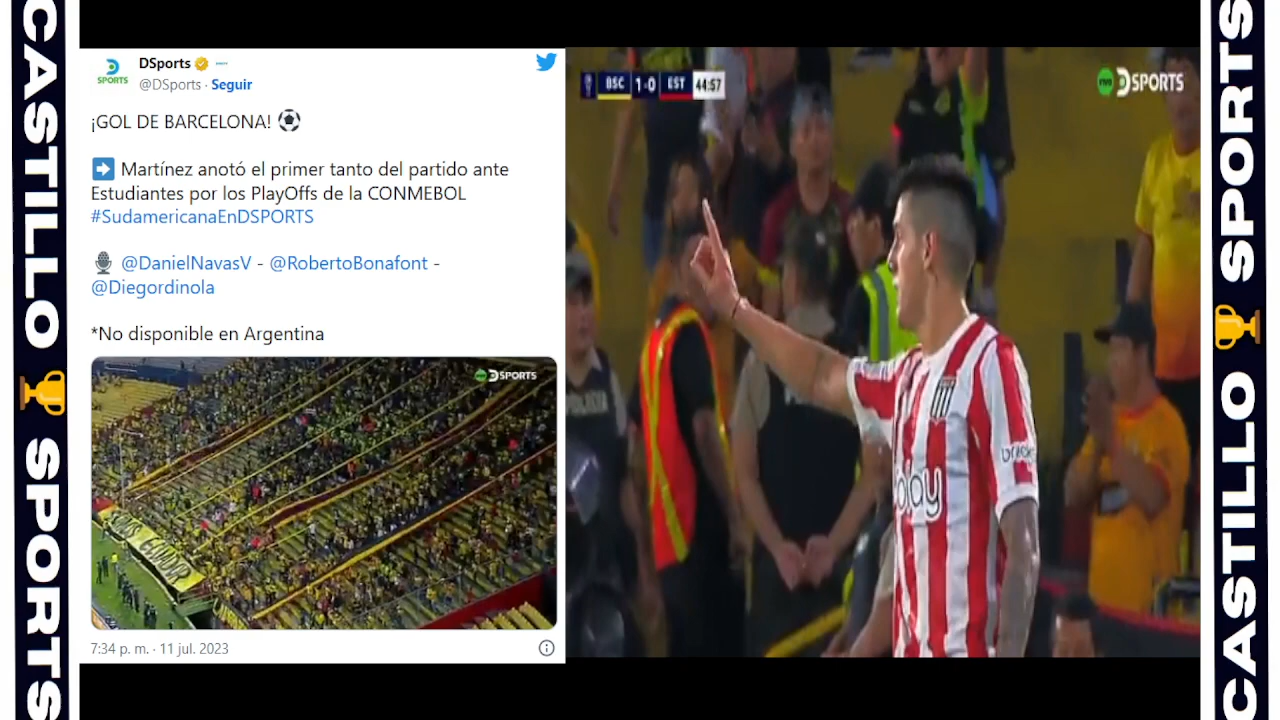 CASTILLO SPORTS
SPORTS
DSports
@DSports · Seguir
¡GOL DE BARCELONA!
Martínez anotó el primer tanto del partido ante
Estudiantes por los PlayOffs de la CONMEBOL
#SudamericanaEnDSPORTS
@DanielNavasV - @RobertoBonafont -
@Diegordinola
*No disponible en Argentina
DSPORTS
7:34 p. m. · 11 jul. 2023
BSC 1-0 EST 44:57
DSPORTS
play
SPORTS
CASTILLO